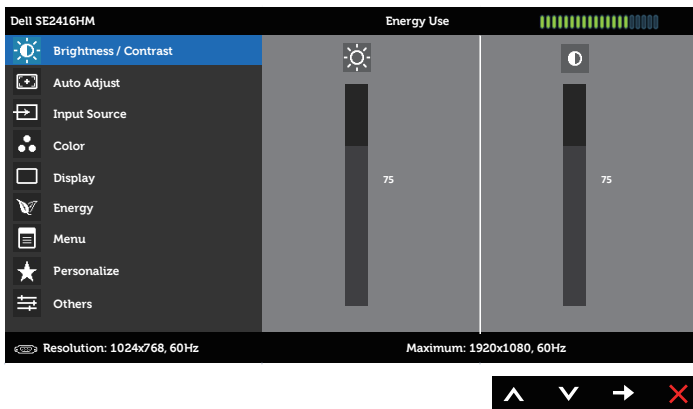 Dell SE2416HM Energy Use
Brightness / Contrast
Auto Adjust
Input Source
Color
Display 75 75
Energy
Menu
Personalize
Others
Resolution: 1024x768, 60Hz Maximum: 1920x1080, 60Hz